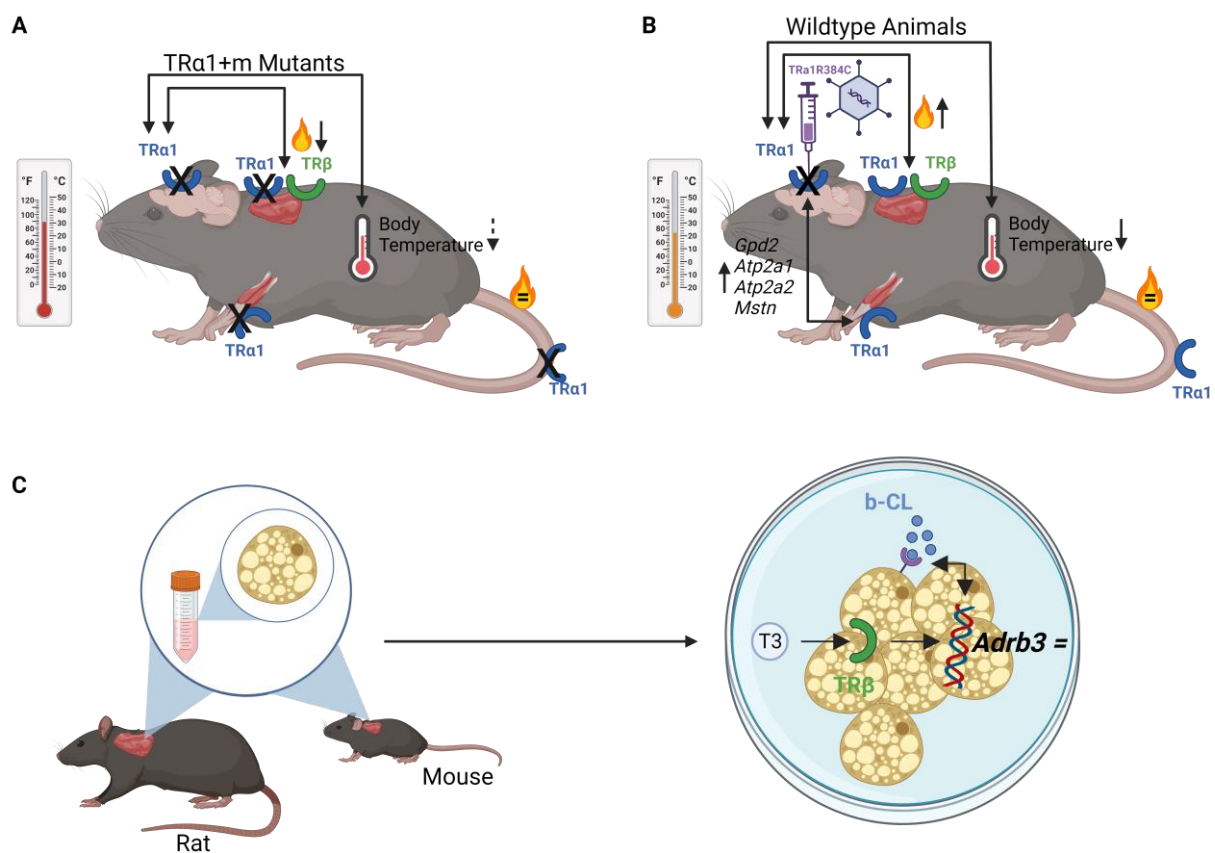 A
TRα1+m Mutants
TRα1
TRα1
TRβ
°F °C
120 50
100 40
80 30
60 20
40 10
20 0
0 10
20
Body
Temperature
=
TRα1
TRα1
B
Wildtype Animals
TRa1R384C
TRα1
TRα1
TRβ
°F °C
120 50
100 40
80 30
60 20
40 10
20 0
0 10
20
Body
Temperature
Gpd2
Atp2a1
Atp2a2
Mstn
=
TRα1
TRα1
C
b-CL
T3
TRβ
Adrb3 =
Mouse
Rat